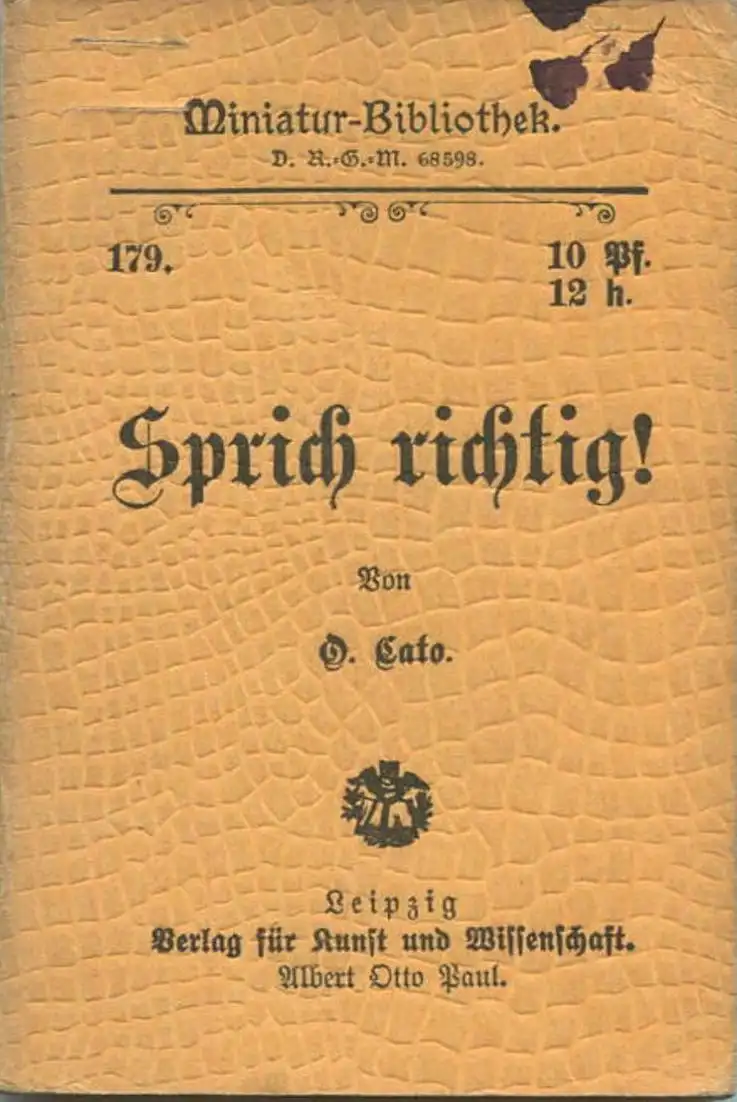 Miniatur-Bibliothek.
D. R.-G.-M. 68598.
179.
10 Pf.
12 h.
Sprich richtig!
Von
O. Cato.
Leipzig
Verlag für Kunst und Wissenschaft.
Albert Otto Paul.